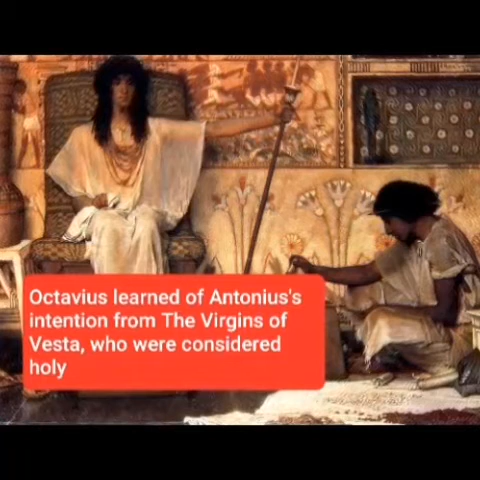 Octavius learned of Antonius's
intention from The Virgins of
Vesta, who were considered
holy